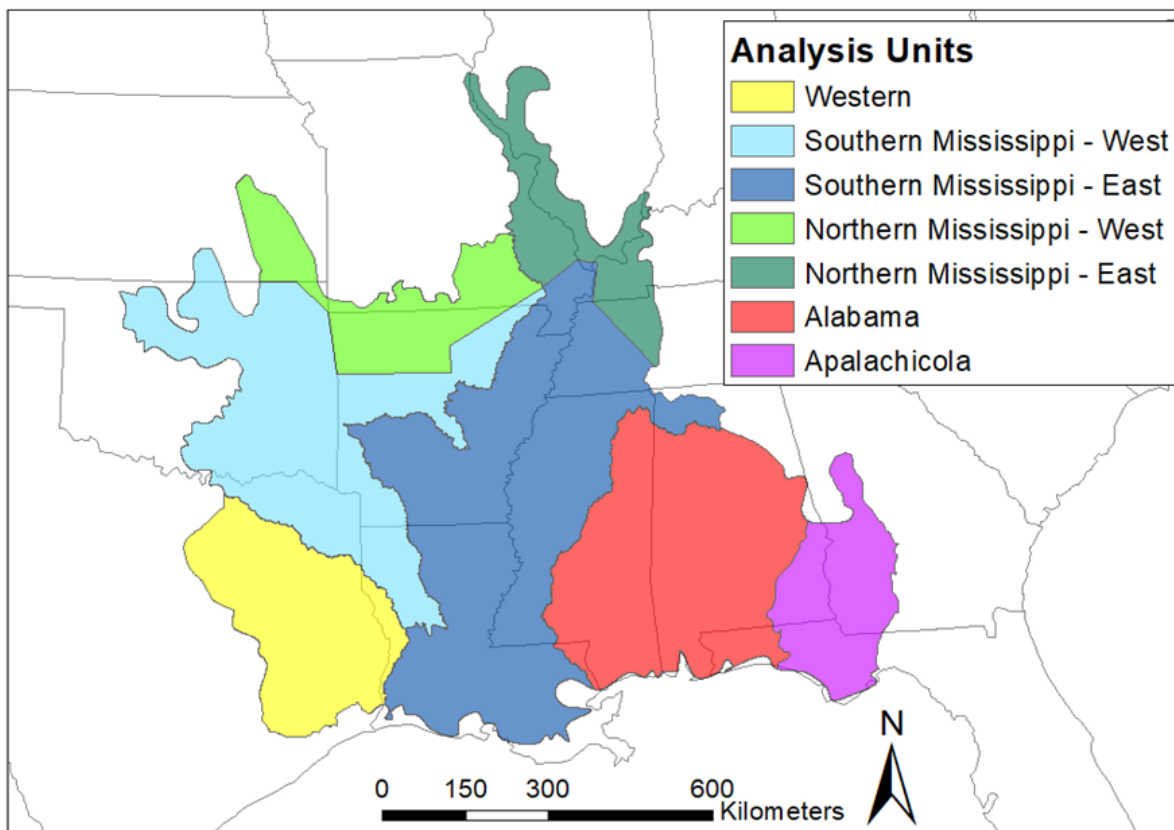 Analysis Units
Western
Southern Mississippi - West
Southern Mississippi - East
Northern Mississippi - West
Northern Mississippi - East
Alabama
Apalachicola
N
0 150 300 600
Kilometers